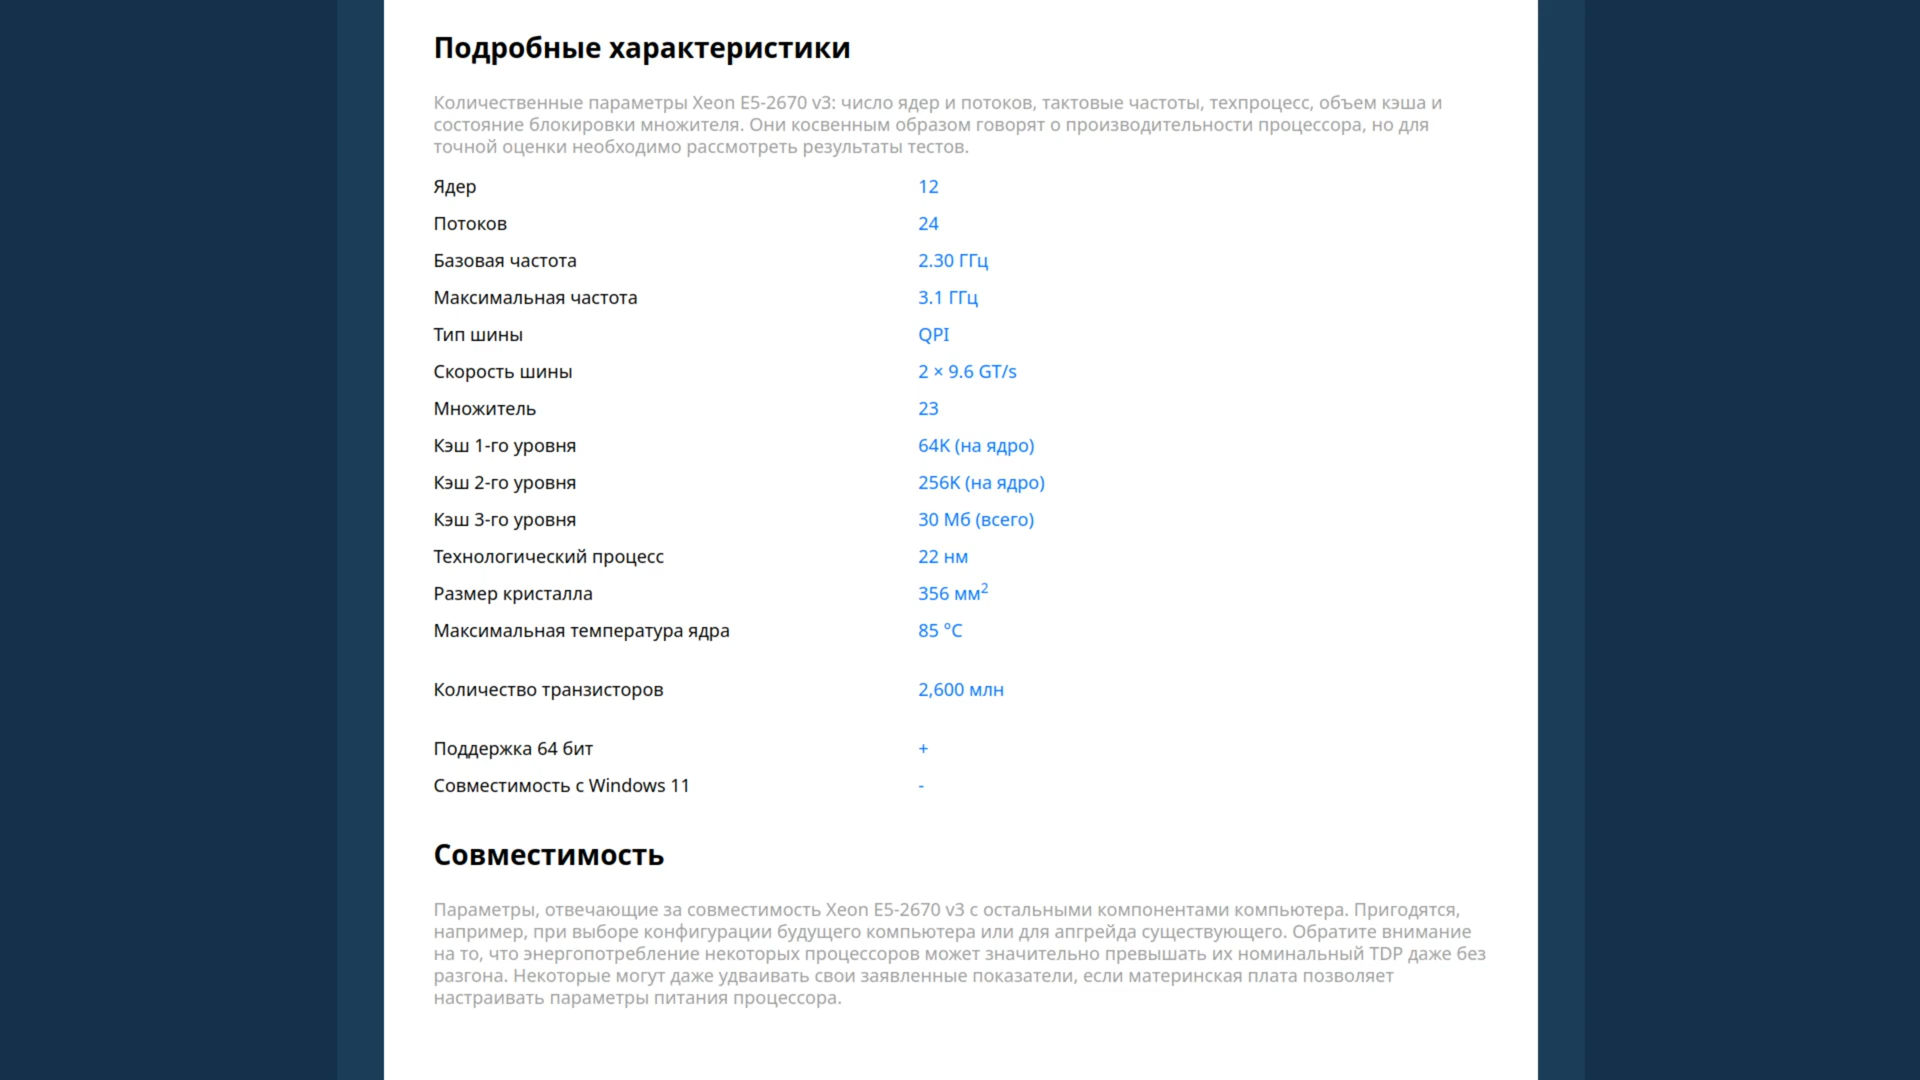 Подробные характеристики
Количественные параметры Xeon E5-2670 v3: число ядер и потоков, тактовые частоты, техпроцесс, объем кэша и
состояние блокировки множителя. Они косвенным образом говорят о производительности процессора, но для
точной оценки необходимо рассмотреть результаты тестов.
Ядер 12
Потоков 24
Базовая частота 2.30 ГГц
Максимальная частота 3.1 ГГц
Тип шины QPI
Скорость шины 2 × 9.6 GT/s
Множитель 23
Кэш 1-го уровня 64K (на ядро)
Кэш 2-го уровня 256K (на ядро)
Кэш 3-го уровня 30 Мб (всего)
Технологический процесс 22 нм
Размер кристалла 356 мм²
Максимальная температура ядра 85 °C
Количество транзисторов 2,600 млн
Поддержка 64 бит +
Совместимость с Windows 11 -
Совместимость
Параметры, отвечающие за совместимость Xeon E5-2670 v3 с остальными компонентами компьютера. Пригодятся,
например, при выборе конфигурации будущего компьютера или для апгрейда существующего. Обратите внимание
на то, что энергопотребление некоторых процессоров может значительно превышать их номинальный TDP даже без
разгона. Некоторые могут даже удваивать свои заявленные показатели, если материнская плата позволяет
настраивать параметры питания процессора.